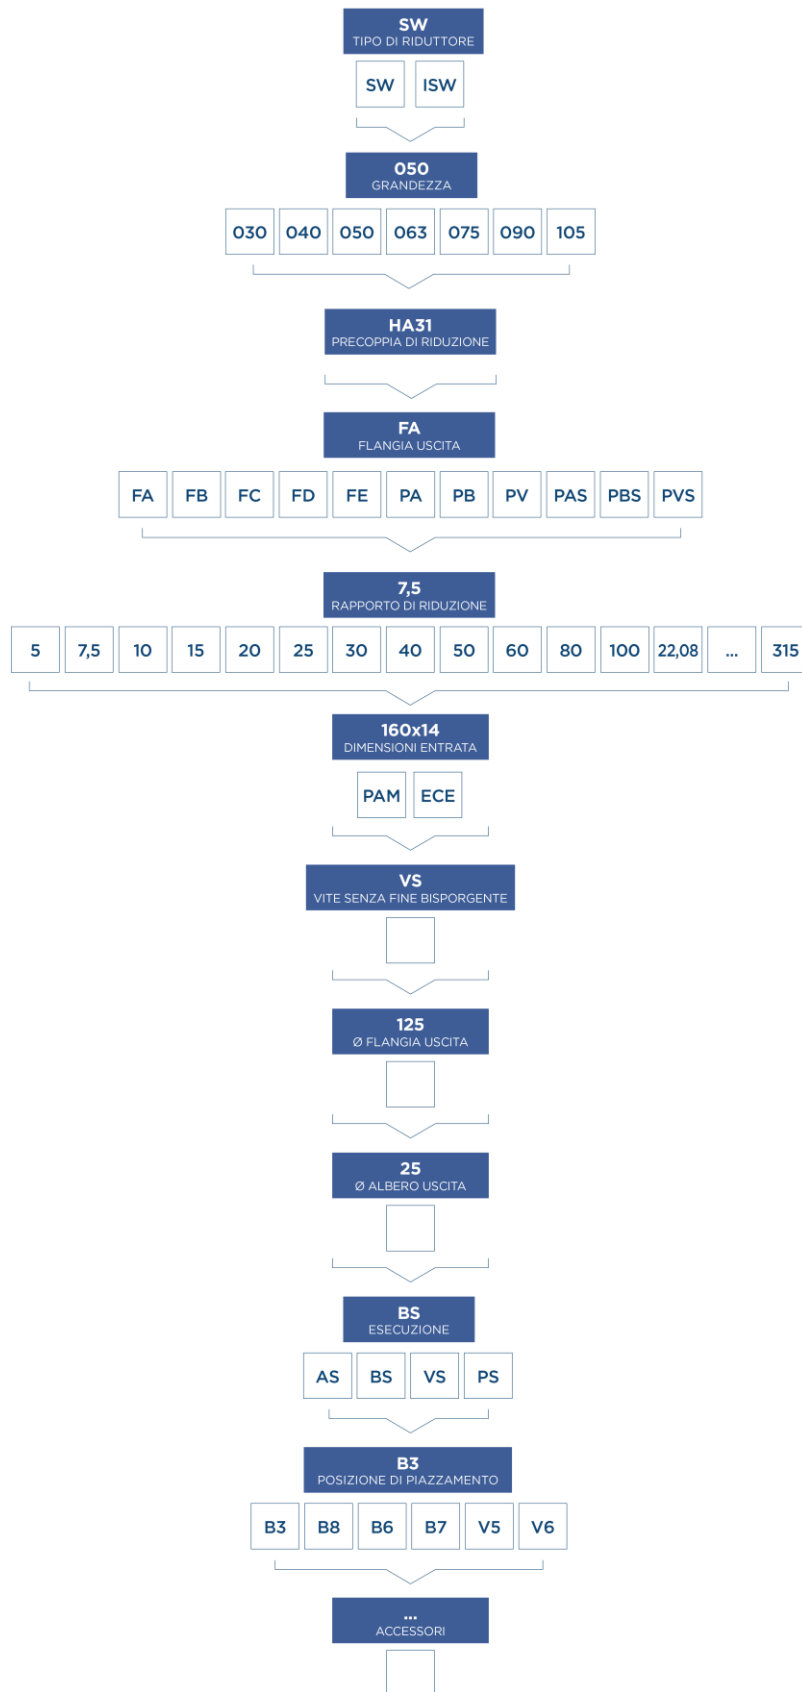 SW
TIPO DI RIDUTTORE
SW ISW
050
GRANDEZZA
030 040 050 063 075 090 105
HA31
PRECOPPIA DI RIDUZIONE
FA
FLANGIA USCITA
FA FB FC FD FE PA PB PV PAS PBS PVS
7,5
RAPPORTO DI RIDUZIONE
5 7,5 10 15 20 25 30 40 50 60 80 100 22,08 ... 315
160x14
DIMENSIONI ENTRATA
PAM ECE
VS
VITE SENZA FINE BISPORGENTE
125
Ø FLANGIA USCITA
25
Ø ALBERO USCITA
BS
ESECUZIONE
AS BS VS PS
B3
POSIZIONE DI PIAZZAMENTO
B3 B8 B6 B7 V5 V6
...
ACCESSORI